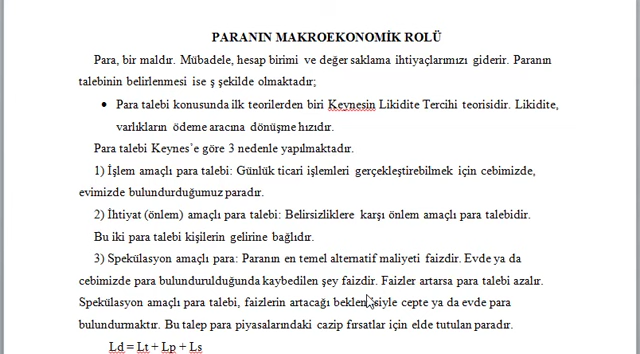 PARANIN MAKROEKONOMİK ROLÜ
Para, bir maldır. Mübadele, hesap birimi ve değer saklama ihtiyaçlarımızı giderir. Paranın
talebinin belirlenmesi ise ş şekilde olmaktadır;
• Para talebi konusunda ilk teorilerden biri Keynesin Likidite Tercihi teorisidir. Likidite,
varlıkların ödeme aracına dönüşme hızıdır.
Para talebi Keynes’e göre 3 nedenle yapılmaktadır.
1) İşlem amaçlı para talebi: Günlük ticari işlemleri gerçekleştirebilmek için cebimizde,
evimizde bulundurduğumuz paradır.
2) İhtiyat (önlem) amaçlı para talebi: Belirsizliklere karşı önlem amaçlı para talebidir.
Bu iki para talebi kişilerin gelirine bağlıdır.
3) Spekülasyon amaçlı para: Paranın en temel alternatif maliyeti faizdir. Evde ya da
cebimizde para bulundurulduğunda kaybedilen şey faizdir. Faizler artarsa para talebi azalır.
Spekülasyon amaçlı para talebi, faizlerin artacağı beklentisiyle cepte ya da evde para
bulundurmaktır. Bu talep para piyasalarındaki cazip fırsatlar için elde tutulan paradır.
Ld = Lt + Lp + Ls